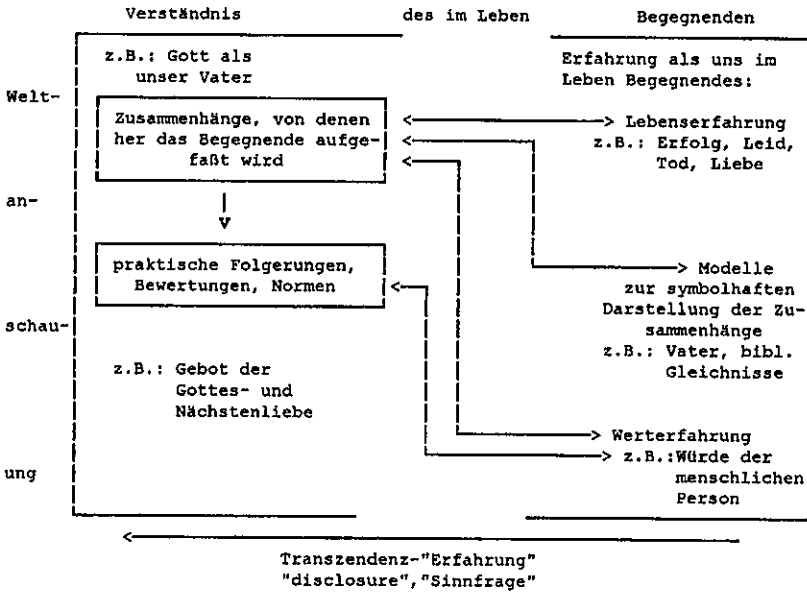 Verständnis des im Leben Begegnenden
z.B.: Gott als
unser Vater
Erfahrung als uns im
Leben Begegnendes:
Welt-
Zusammenhänge, von denen
her das Begegnende aufge-
faßt wird
Lebenserfahrung
z.B.: Erfolg, Leid,
Tod, Liebe
an-
praktische Folgerungen,
Bewertungen, Normen
Modelle
zur symbolhaften
Darstellung der Zu-
sammenhänge
z.B.: Vater, bibl.
Gleichnisse
schau-
z.B.: Gebot der
Gottes- und
Nächstenliebe
Werterfahrung
z.B.:Würde der
menschlichen
Person
ung
Transzendenz-"Erfahrung"
"disclosure","Sinnfrage"